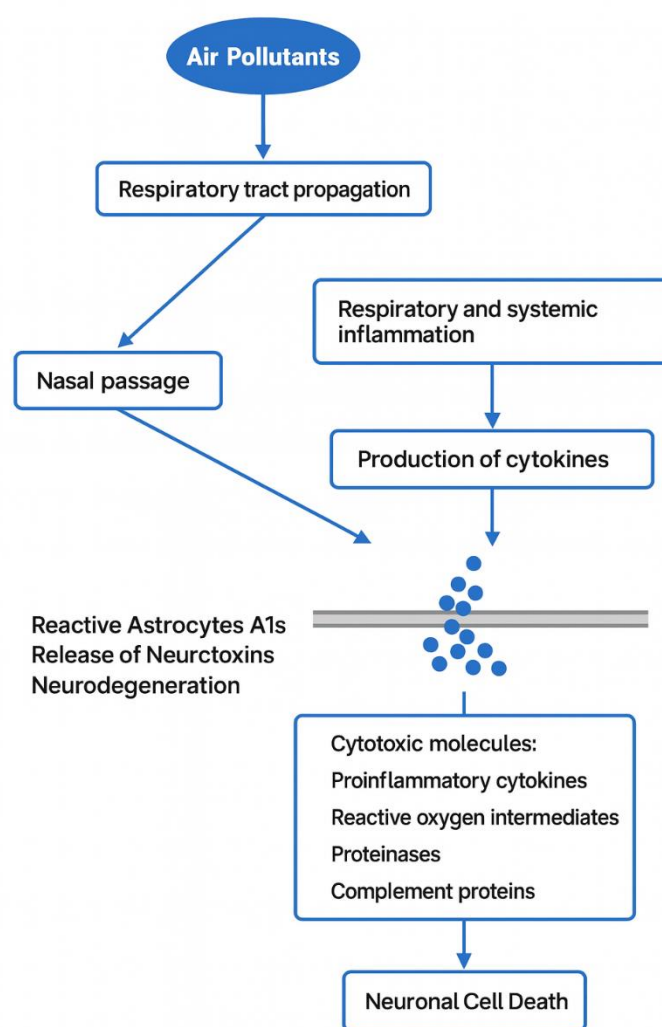 Air Pollutants
Respiratory tract propagation
Respiratory and systemic
inflammation
Nasal passage
Production of cytokines
Reactive Astrocytes A1s
Release of Neurctoxins
Neurodegeneration
Cytotoxic molecules:
Proinflammatory cytokines
Reactive oxygen intermediates
Proteinases
Complement proteins
Neuronal Cell Death